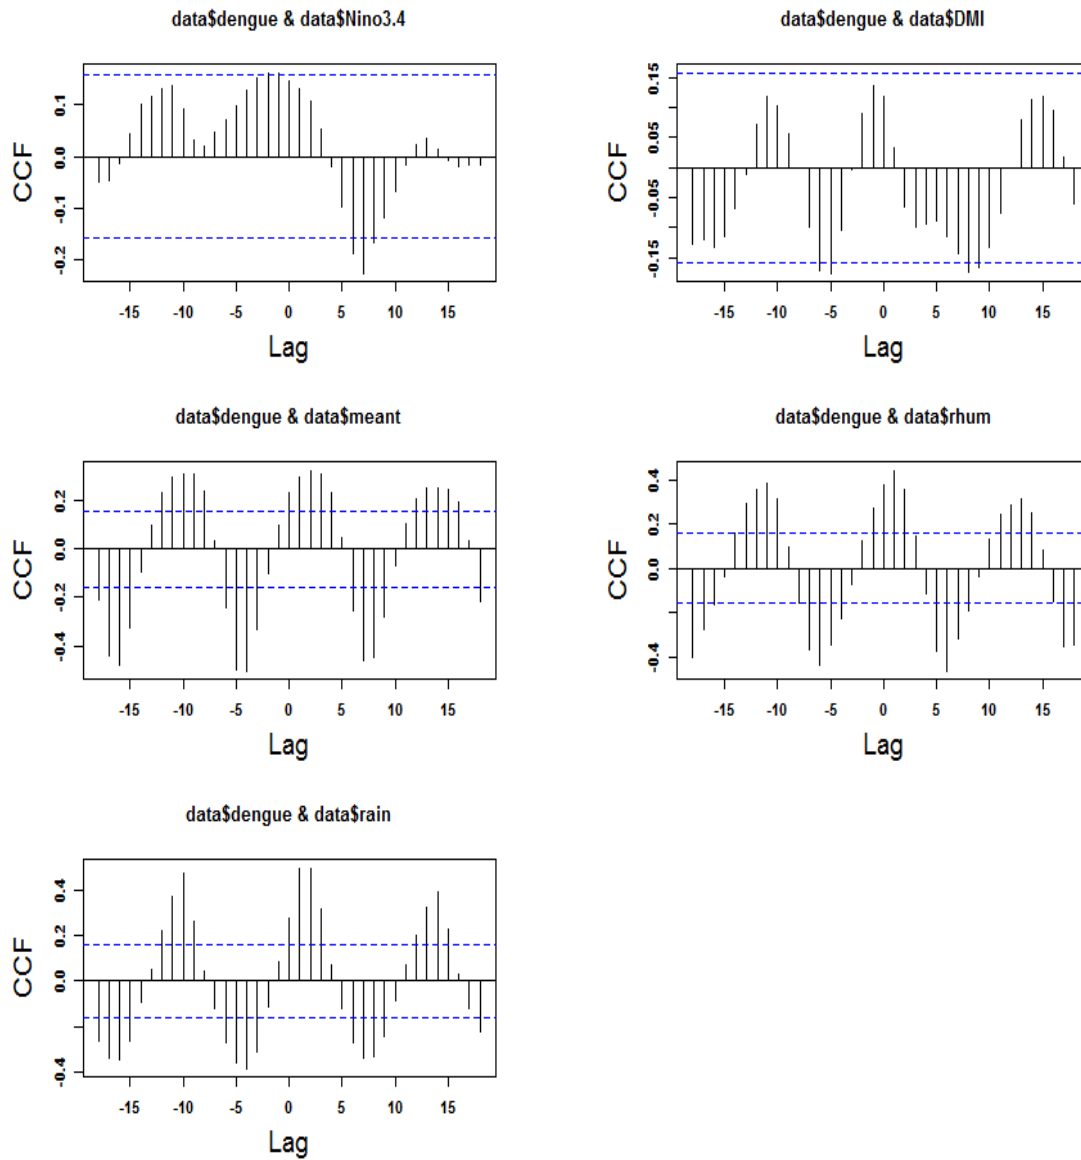 data$dengue & data$Nino3.4
CCF
0.1
0.0
-0.1
-0.2
-15 -10 -5 0 5 10 15
Lag
data$dengue & data$DMI
CCF
0.15
0.05
-0.05
-0.15
-15 -10 -5 0 5 10 15
Lag
data$dengue & data$meant
CCF
0.2
0.0
-0.2
-0.4
-15 -10 -5 0 5 10 15
Lag
data$dengue & data$rhum
CCF
0.4
0.2
0.0
-0.4
-15 -10 -5 0 5 10 15
Lag
data$dengue & data$rain
CCF
0.4
0.2
0.0
-0.4
-15 -10 -5 0 5 10 15
Lag